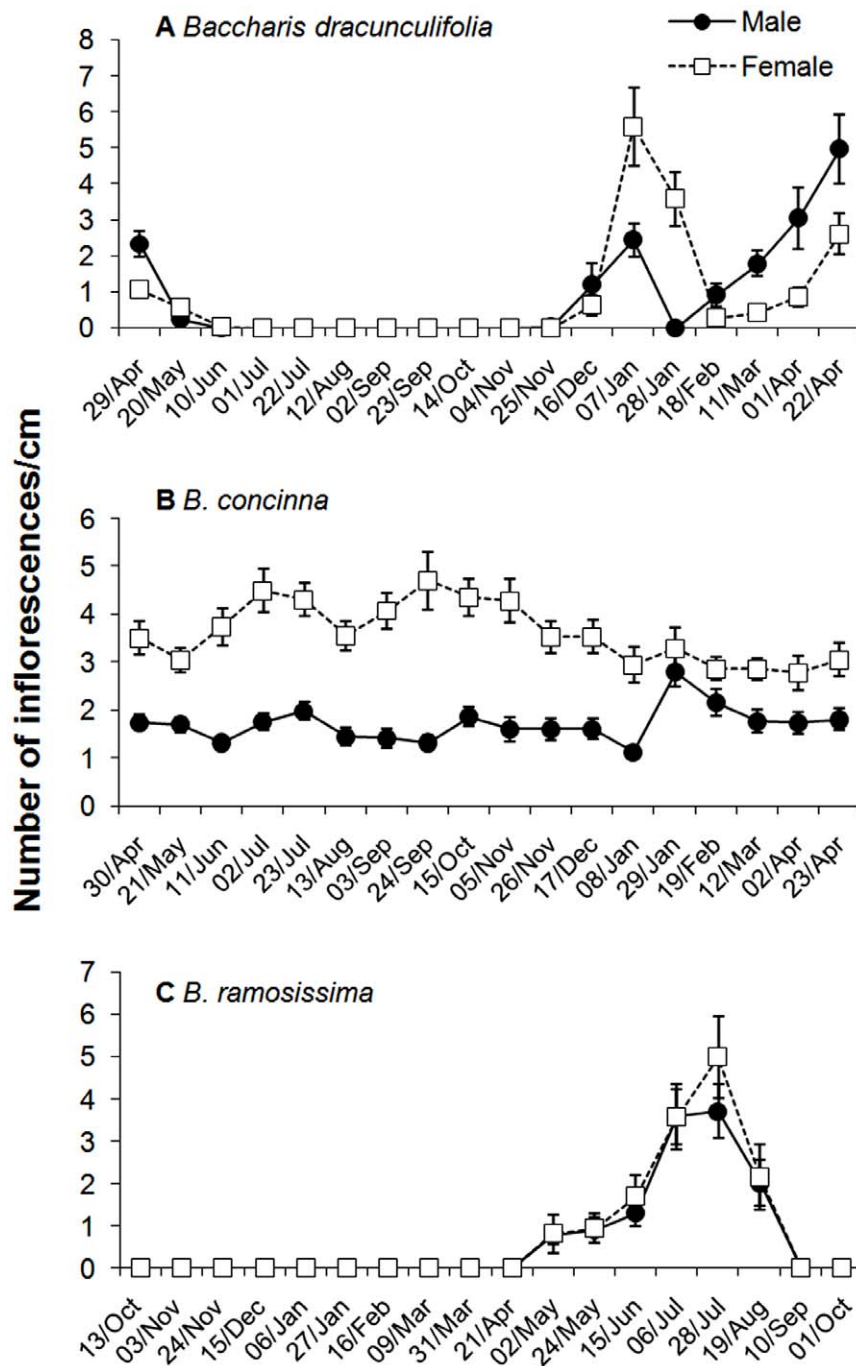 A Baccharis dracunculifolia
Male
Female
8
7
6
5
4
3
2
1
0
29/Apr
20/May
10/Jun
01/Jul
22/Jul
12/Aug
02/Sep
23/Sep
14/Oct
04/Nov
25/Nov
16/Dec
07/Jan
28/Jan
18/Feb
11/Mar
01/Apr
22/Apr
Number of inflorescences/cm
B B. concinna
6
5
4
3
2
1
0
30/Apr
21/May
11/Jun
02/Jul
23/Jul
13/Aug
03/Sep
24/Sep
15/Oct
05/Nov
26/Nov
17/Dec
08/Jan
29/Jan
19/Feb
12/Mar
02/Apr
23/Apr
C B. ramosissima
7
6
5
4
3
2
1
0
13/Oct
03/Nov
24/Nov
15/Dec
06/Jan
27/Jan
16/Feb
09/Mar
31/Mar
21/Apr
02/May
24/May
15/Jun
06/Jul
28/Jul
19/Aug
10/Sep
01/Oct